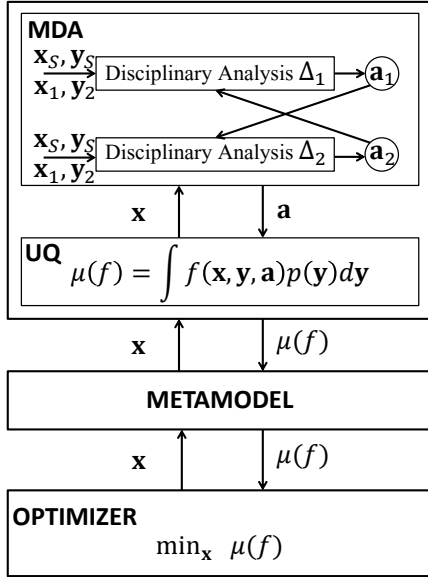 MDA
𝐱_S, 𝐲_S
𝐱_1, 𝐲_2
Disciplinary Analysis Δ_1
𝐚_1
𝐱_S, 𝐲_S
𝐱_1, 𝐲_2
Disciplinary Analysis Δ_2
𝐚_2
𝐱 𝐚
UQ
μ(f) = ∫ f(𝐱, 𝐲, 𝐚)p(𝐲)d𝐲
𝐱 μ(f)
METAMODEL
𝐱 μ(f)
OPTIMIZER
min_𝐱 μ(f)